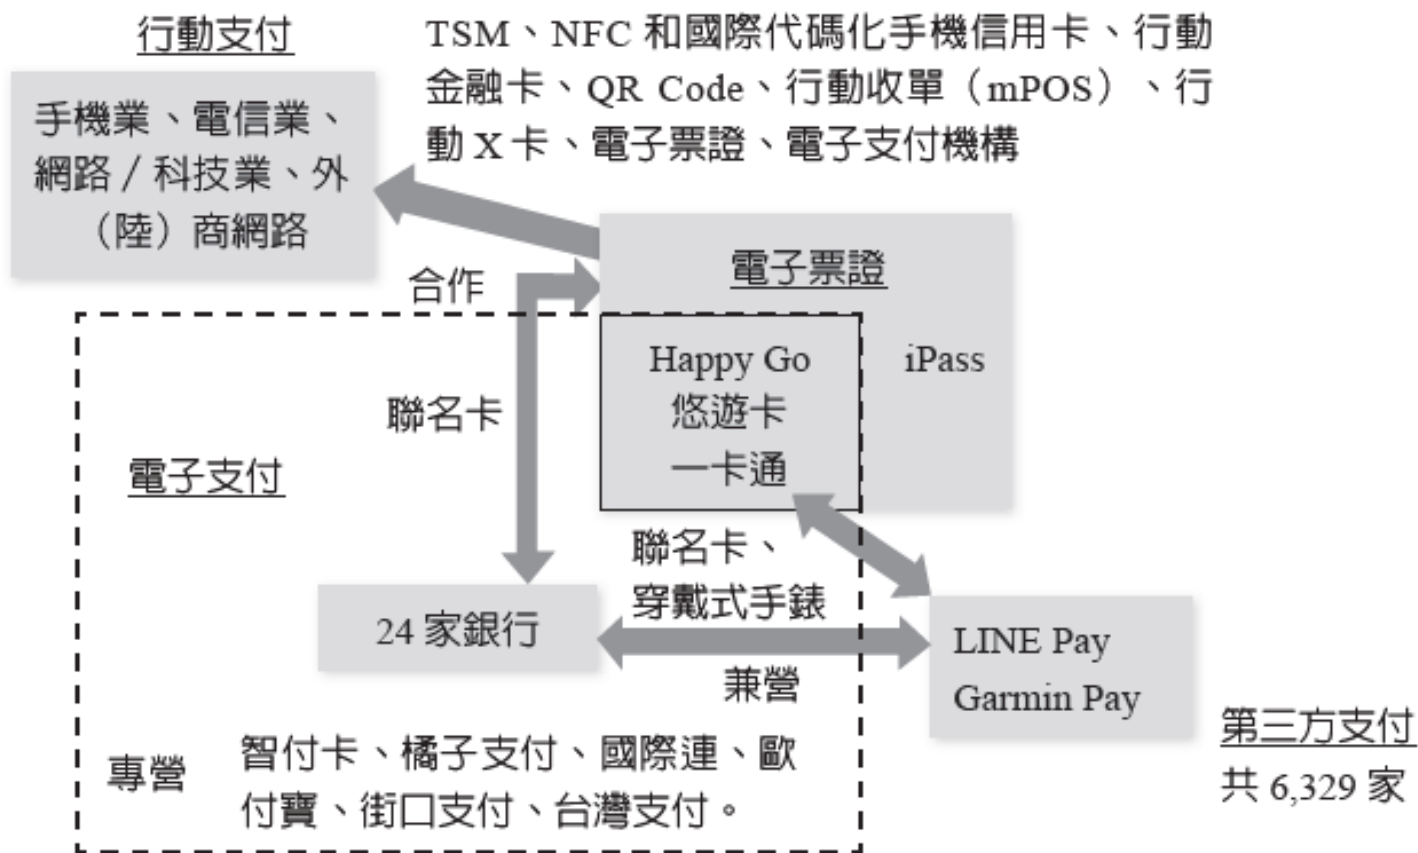 行動支付
TSM、NFC 和國際代碼化手機信用卡、行動
金融卡、QR Code、行動收單（mPOS）、行
動 X 卡、電子票證、電子支付機構
手機業、電信業、
網路／科技業、外
（陸）商網路
電子票證
合作
Happy Go
悠遊卡
一卡通
iPass
聯名卡
電子支付
聯名卡、
穿戴式手錶
24 家銀行
兼營
LINE Pay
Garmin Pay
第三方支付
共 6,329 家
專營
智付卡、橘子支付、國際連、歐
付寶、街口支付、台灣支付。